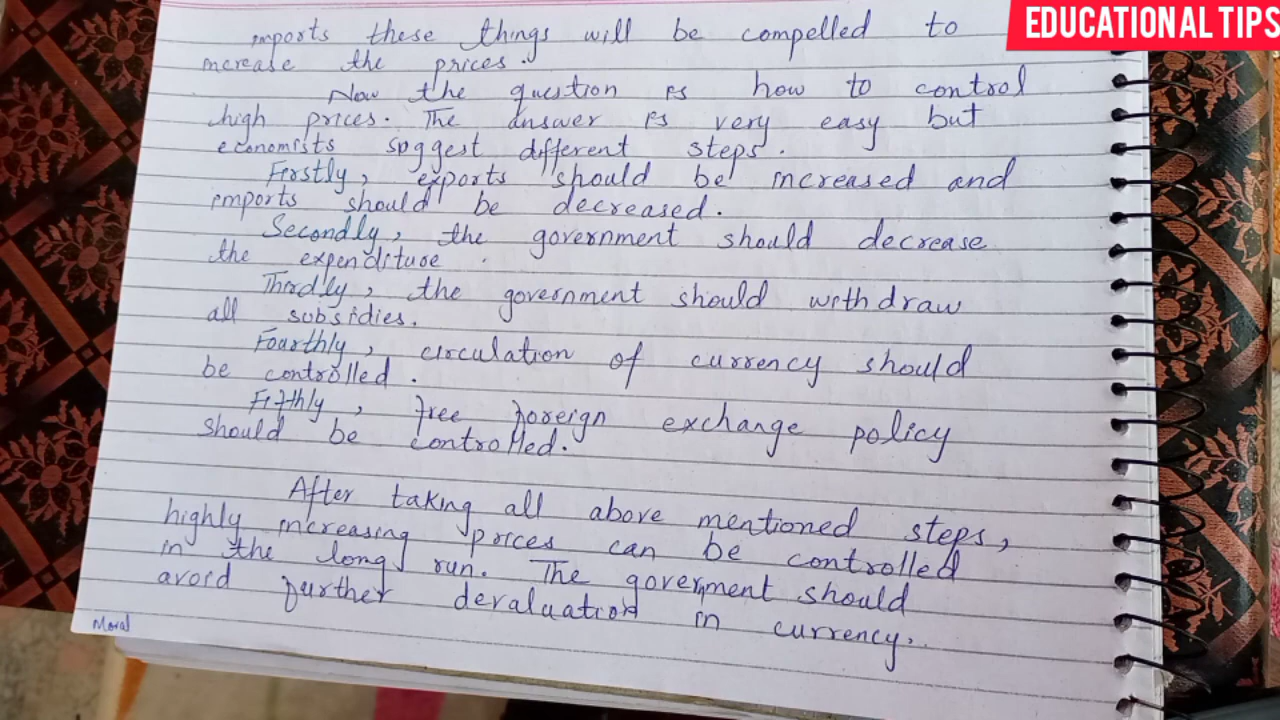 EDUCATIONAL TIPS
imports these things will be compelled to
increase the prices.
Now the question is how to control
high prices. The answer is very easy but
economists suggest different steps.
Firstly, exports should be increased and
imports should be decreased.
Secondly, the government should decrease
the expenditure.
Thirdly, the government should withdraw
all subsidies.
Fourthly, circulation of currency should
be controlled.
Fifthly, free foreign exchange policy
should be controlled.
After taking all above mentioned steps,
highly increasing prices can be controlled
in the long run. The government should
avoid further devaluation in currency.
Moral